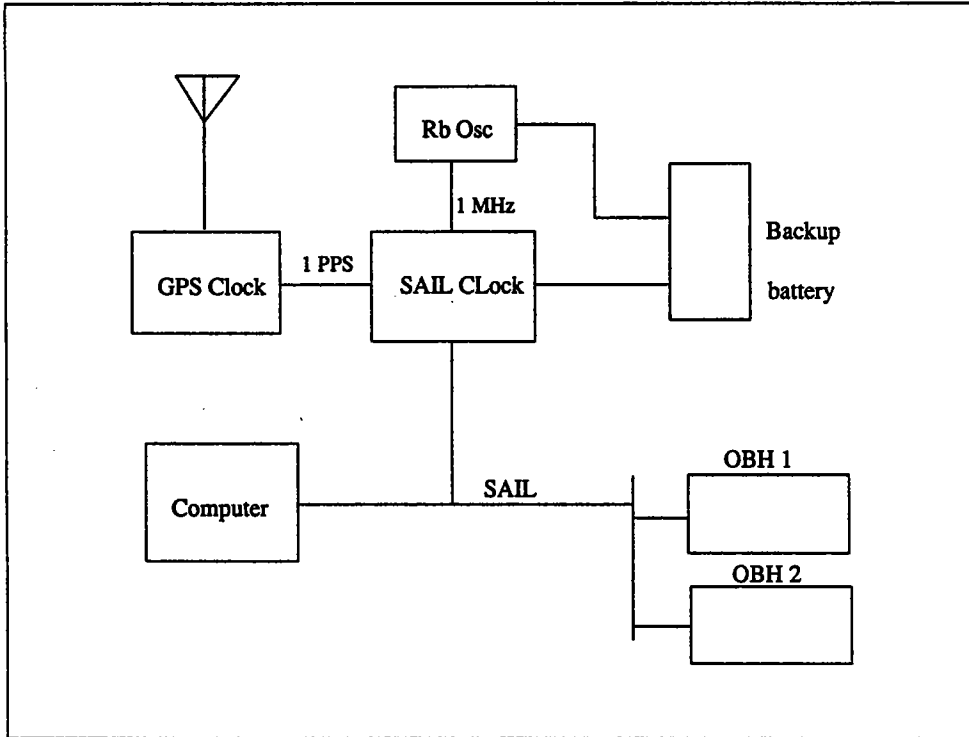 Rb Osc
1 MHz
Backup
GPS Clock
1 PPS
SAIL CLock
battery
OBH 1
Computer
SAIL
OBH 2